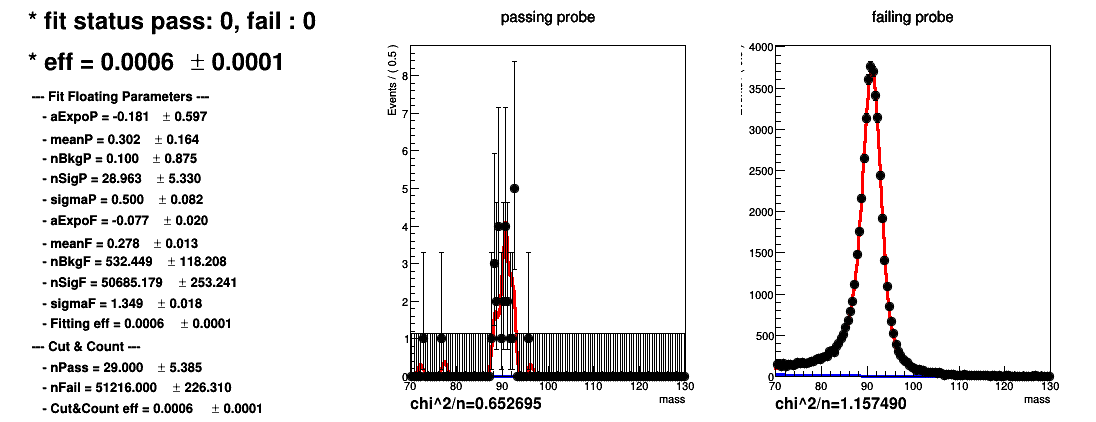 * fit status pass: 0, fail : 0
* eff = 0.0006 ± 0.0001
--- Fit Floating Parameters ---
- aExpoP = -0.181 ± 0.597
- meanP = 0.302 ± 0.164
- nBkgP = 0.100 ± 0.875
- nSigP = 28.963 ± 5.330
- sigmaP = 0.500 ± 0.082
- aExpoF = -0.077 ± 0.020
- meanF = 0.278 ± 0.013
- nBkgF = 532.449 ± 118.208
- nSigF = 50685.179 ± 253.241
- sigmaF = 1.349 ± 0.018
- Fitting eff = 0.0006 ± 0.0001
--- Cut & Count ---
- nPass = 29.000 ± 5.385
- nFail = 51216.000 ± 226.310
- Cut&Count eff = 0.0006 ± 0.0001
passing probe
Events / ( 0.5 )
8
7
6
5
4
3
2
1
0
70 80 90 100 110 120 130
mass
chi^2/n=0.652695
failing probe
4000
3500
3000
2500
2000
1500
1000
500
0
70 80 90 100 110 120 130
mass
chi^2/n=1.157490